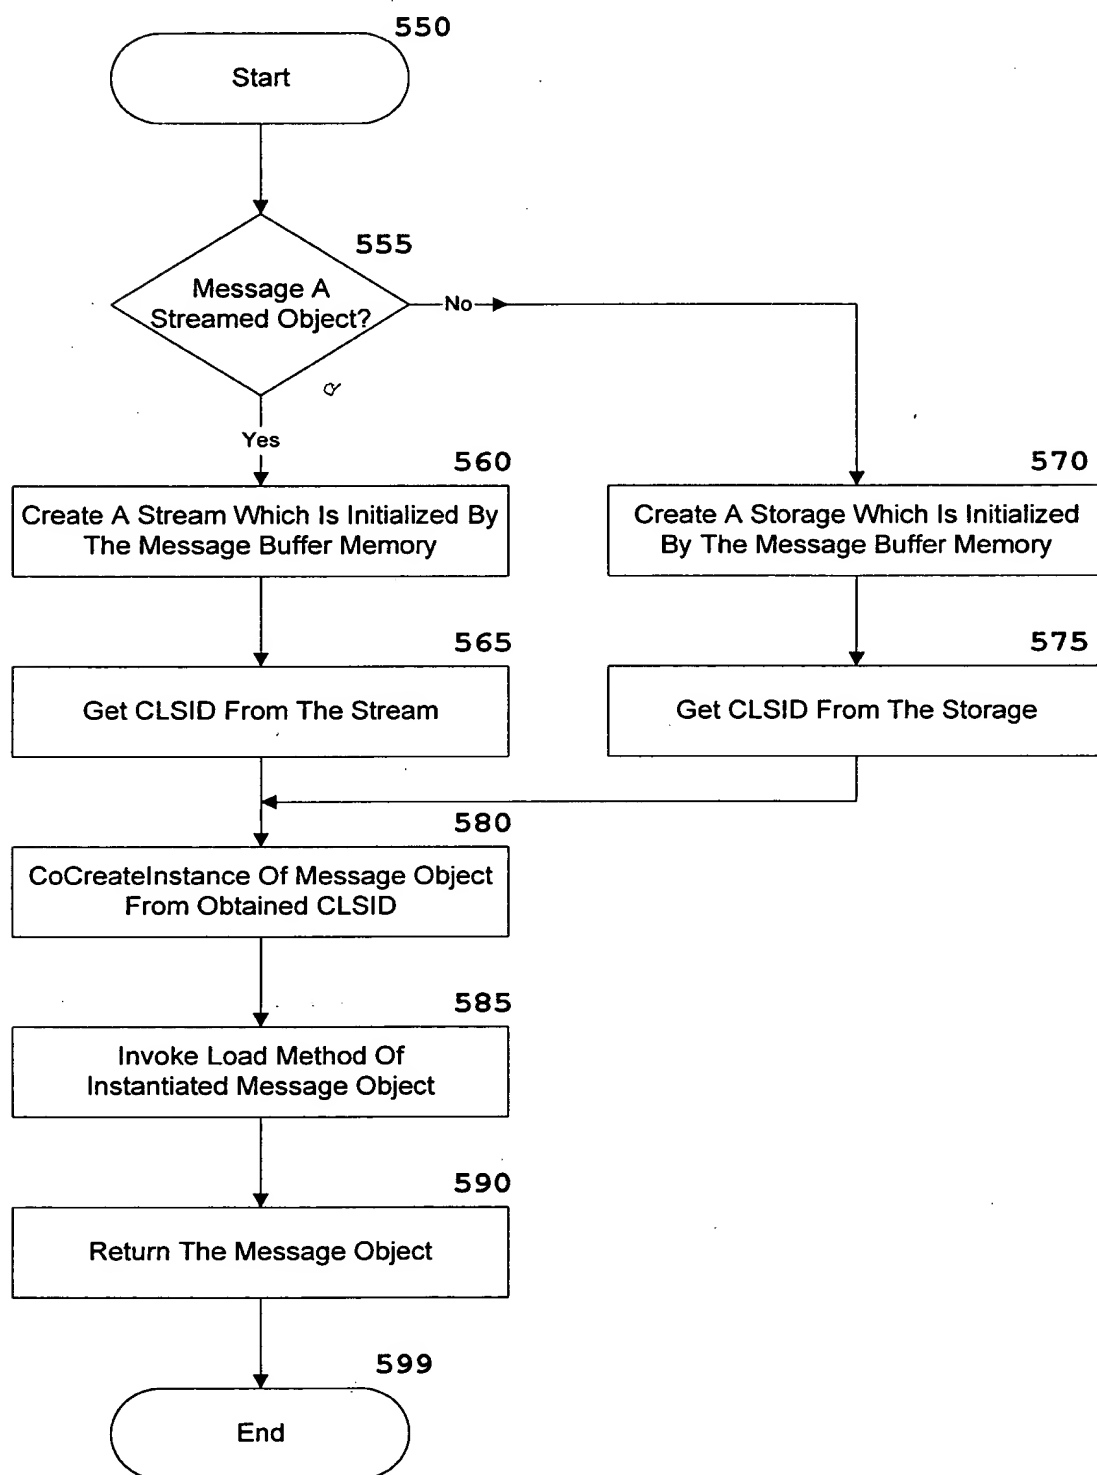 550
Start
555
Message A
Streamed Object?
No
Yes
560
Create A Stream Which Is Initialized By
The Message Buffer Memory
570
Create A Storage Which Is Initialized
By The Message Buffer Memory
565
Get CLSID From The Stream
575
Get CLSID From The Storage
580
CoCreateInstance Of Message Object
From Obtained CLSID
585
Invoke Load Method Of
Instantiated Message Object
590
Return The Message Object
599
End